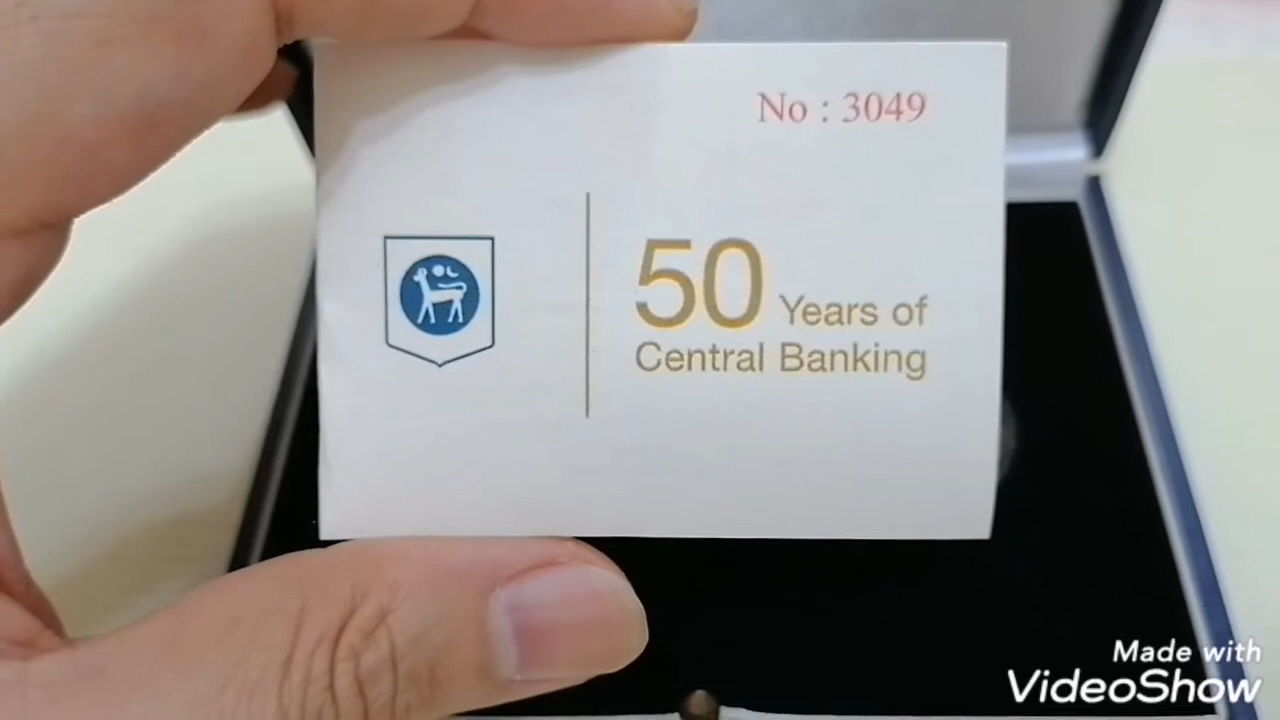 No : 3049
50 Years of
Central Banking
Made with
VideoShow